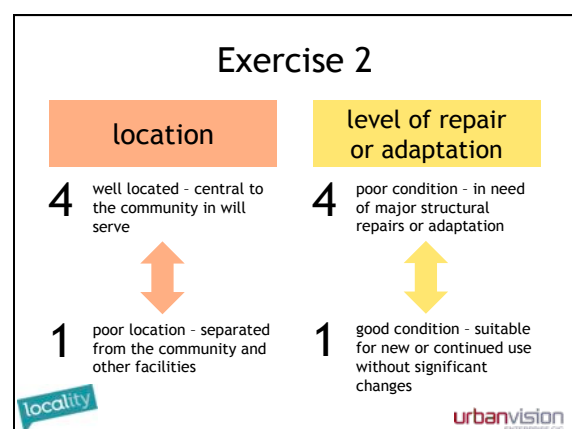 Exercise 2
location
4
well located – central to
the community in will
serve
1
poor location – separated
from the community and
other facilities
level of repair
or adaptation
4
poor condition – in need
of major structural
repairs or adaptation
1
good condition – suitable
for new or continued use
without significant
changes
locality
urbanvision
ENTERPRISE CIC